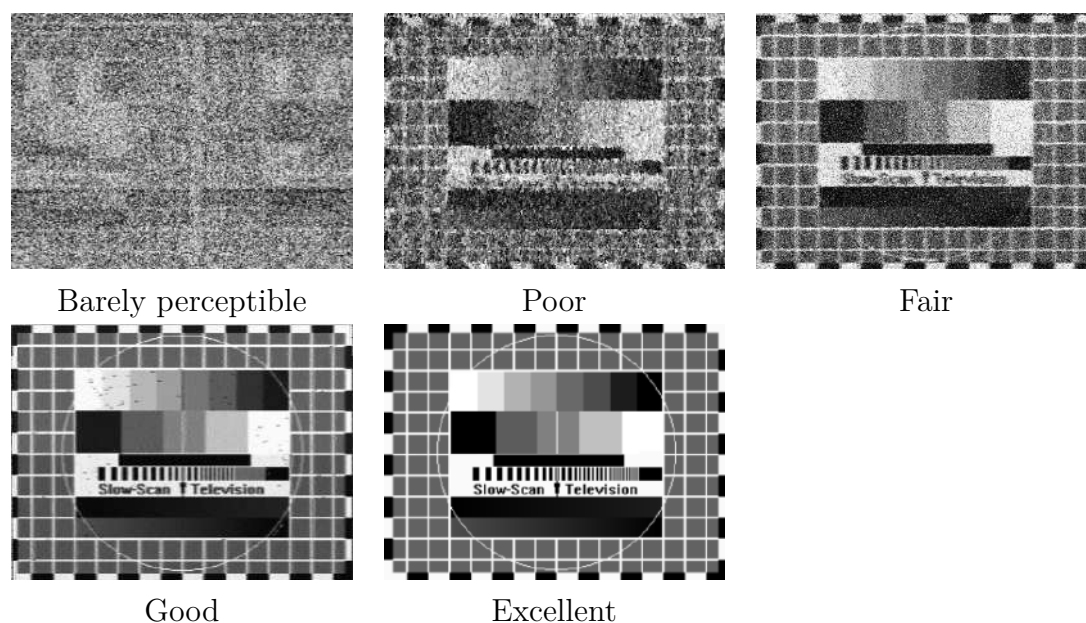 Barely perceptible
Poor
Fair
Slow-Scan Television
Slow-Scan Television
Good
Excellent